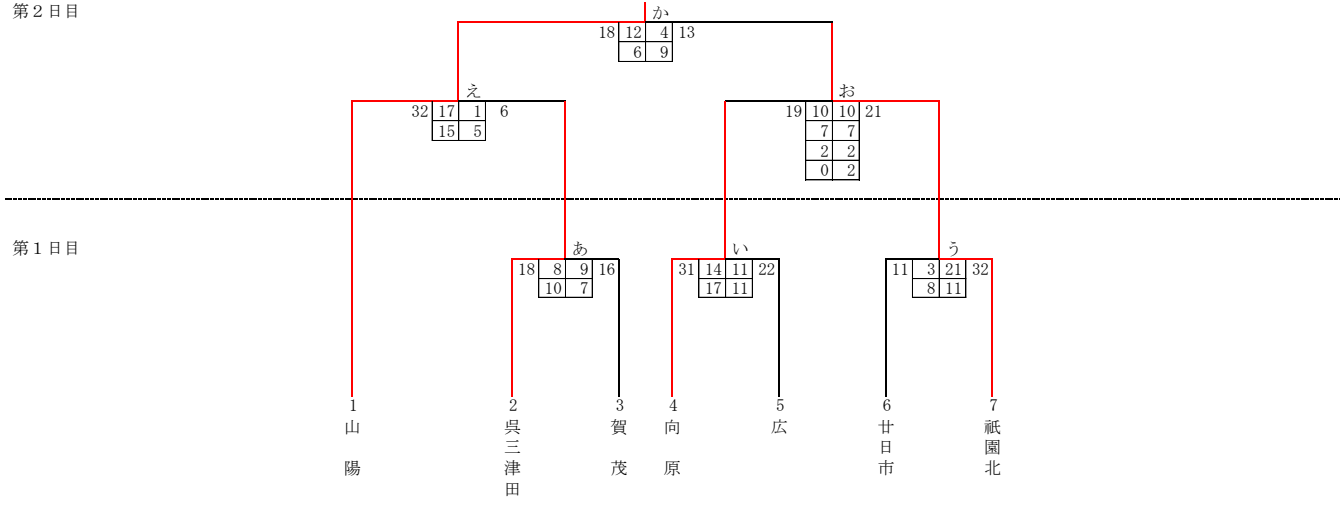 第2日目
か
18 12 4 13
6 9
え お
32 17 1 6 19 10 10 21
15 5 7 7
2 2
0 2
第1日目
あ い う
18 8 9 16 31 14 11 22 11 3 21 32
10 7 17 11 8 11
1 2 3 4 5 6 7
山陽
呉三津田
賀茂
向原
広
廿日市
祇園北